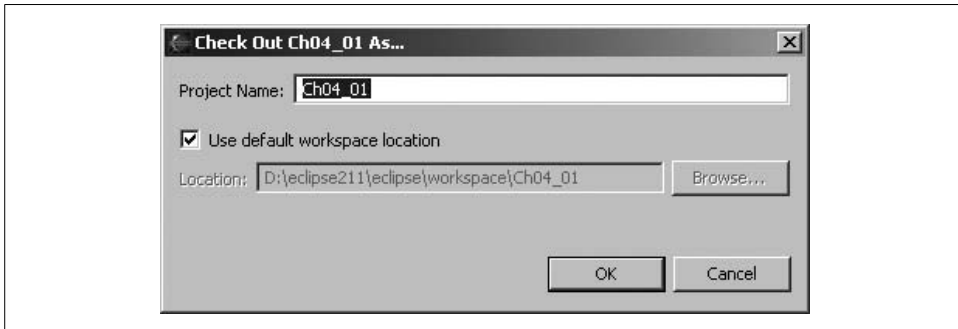 Check Out Ch04_01 As...
Project Name: Ch04_01
Use default workspace location
Location: D:\eclipse211\eclipse\workspace\Ch04_01 Browse...
OK Cancel